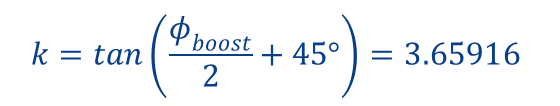 k = tan(ϕ_boost/2 + 45°) = 3.65916